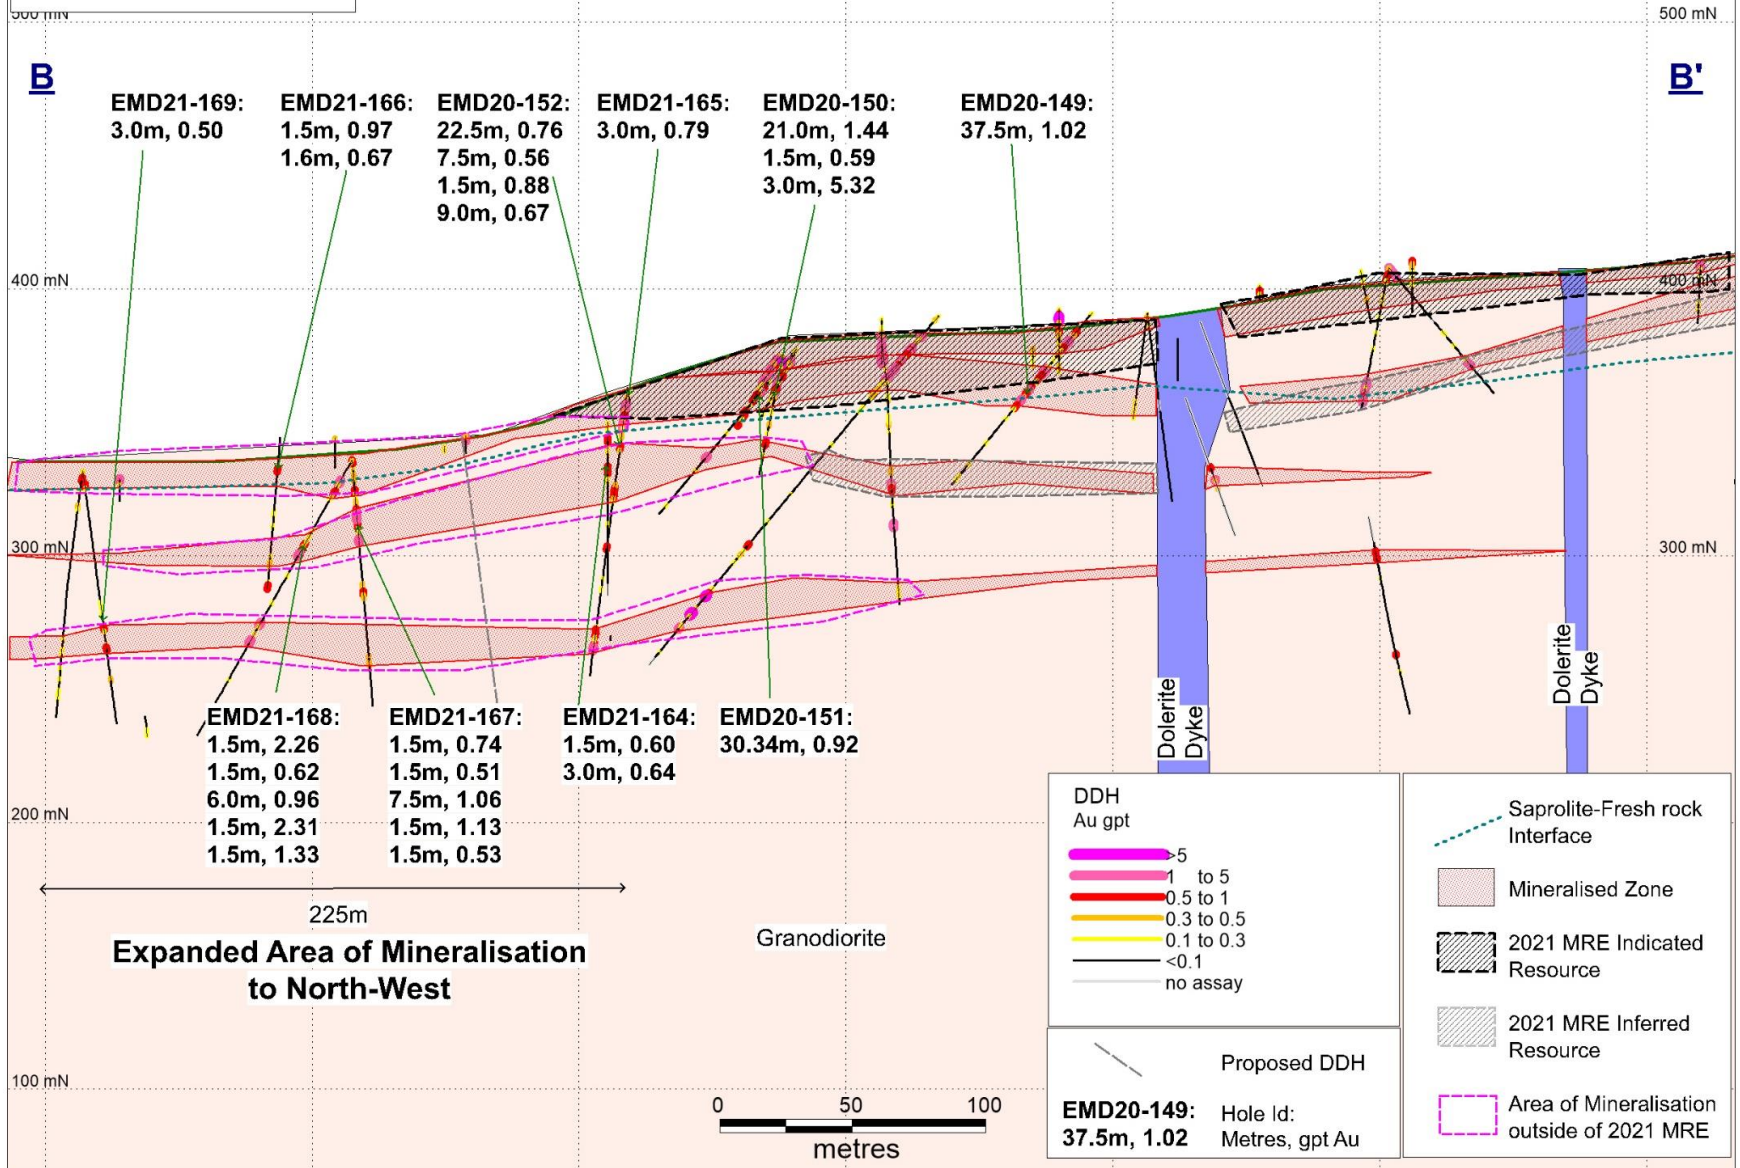 500 mN
500 mN
B
B'
EMD21-169:
3.0m, 0.50
EMD21-166:
1.5m, 0.97
1.6m, 0.67
EMD20-152:
22.5m, 0.76
7.5m, 0.56
1.5m, 0.88
9.0m, 0.67
EMD21-165:
3.0m, 0.79
EMD20-150:
21.0m, 1.44
1.5m, 0.59
3.0m, 5.32
EMD20-149:
37.5m, 1.02
400 mN
400 mN
300 mN
300 mN
EMD21-168:
1.5m, 2.26
1.5m, 0.62
6.0m, 0.96
1.5m, 2.31
1.5m, 1.33
EMD21-167:
1.5m, 0.74
1.5m, 0.51
7.5m, 1.06
1.5m, 1.13
1.5m, 0.53
EMD21-164:
1.5m, 0.60
3.0m, 0.64
EMD20-151:
30.34m, 0.92
Dolerite
Dyke
Dolerite
Dyke
200 mN
225m
Expanded Area of Mineralisation
to North-West
Granodiorite
100 mN
0 50 100
metres
DDH
Au gpt
>5
1 to 5
0.5 to 1
0.3 to 0.5
0.1 to 0.3
<0.1
no assay
Proposed DDH
EMD20-149:
37.5m, 1.02
Hole Id:
Metres, gpt Au
Saprolite-Fresh rock
Interface
Mineralised Zone
2021 MRE Indicated
Resource
2021 MRE Inferred
Resource
Area of Mineralisation
outside of 2021 MRE